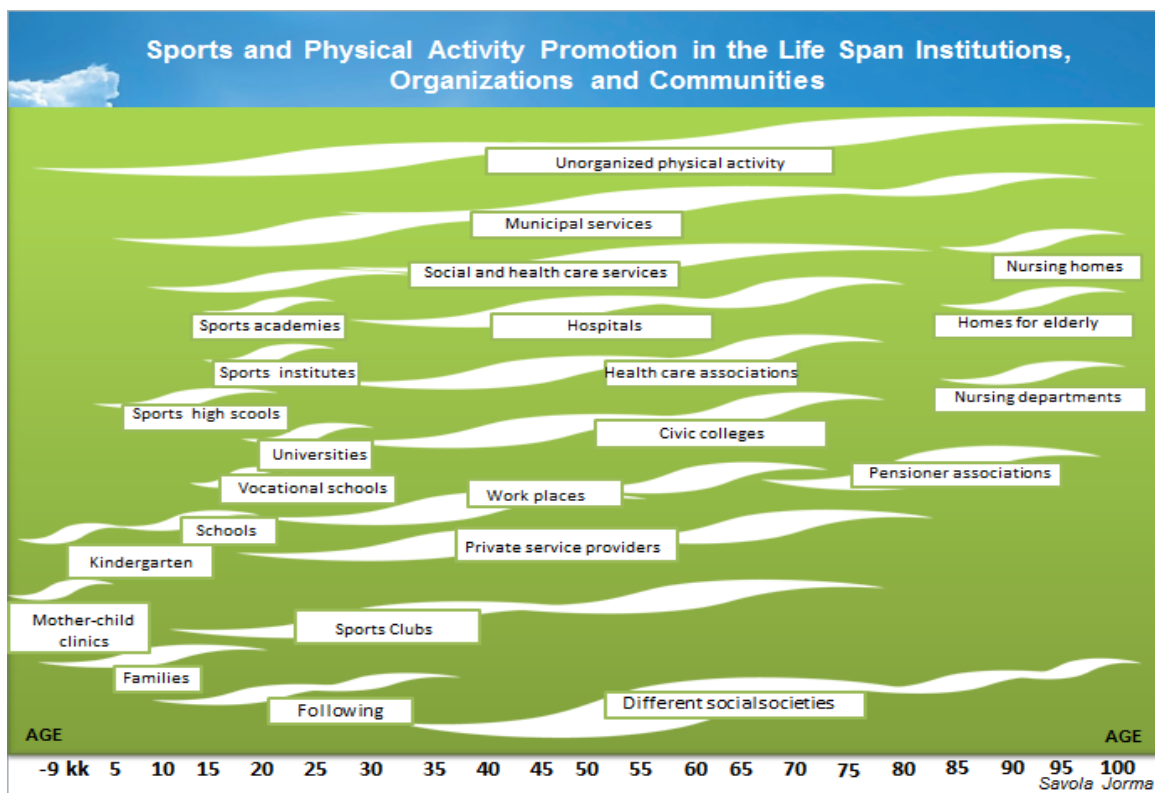 Sports and Physical Activity Promotion in the Life Span Institutions,
Organizations and Communities
Unorganized physical activity
Municipal services
Social and health care services
Nursing homes
Sports academies
Hospitals
Homes for elderly
Sports institutes
Health care associations
Nursing departments
Sports high scools
Civic colleges
Universities
Pensioner associations
Vocational schools
Work places
Schools
Private service providers
Kindergarten
Mother-child
clinics
Sports Clubs
Families
Following
Different socialsocieties
AGE
AGE
-9 kk 5 10 15 20 25 30 35 40 45 50 55 60 65 70 75 80 85 90 95 100
Savola Jorma